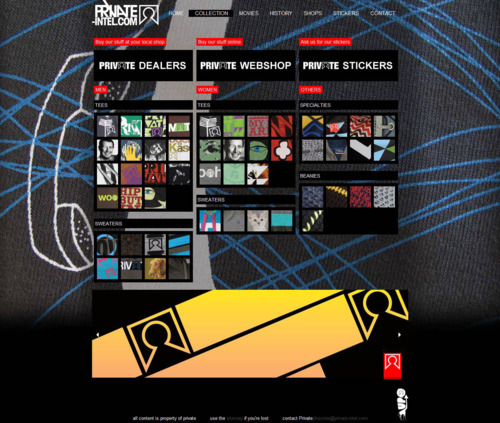 PRIVATE
-INTEL.COM
HOME COLLECTION MOVIES HISTORY SHOPS STICKERS CONTACT
Buy our stuff at your local shop Buy our stuff online Ask us for our stickers
PRIVATE DEALERS PRIVATE WEBSHOP PRIVATE STICKERS
MEN WOMEN OTHERS
TEES TEES SPECIALTIES
BEANIES
SWEATERS
SWEATERS
all content is property of private use the sitemap if you're lost contact Private